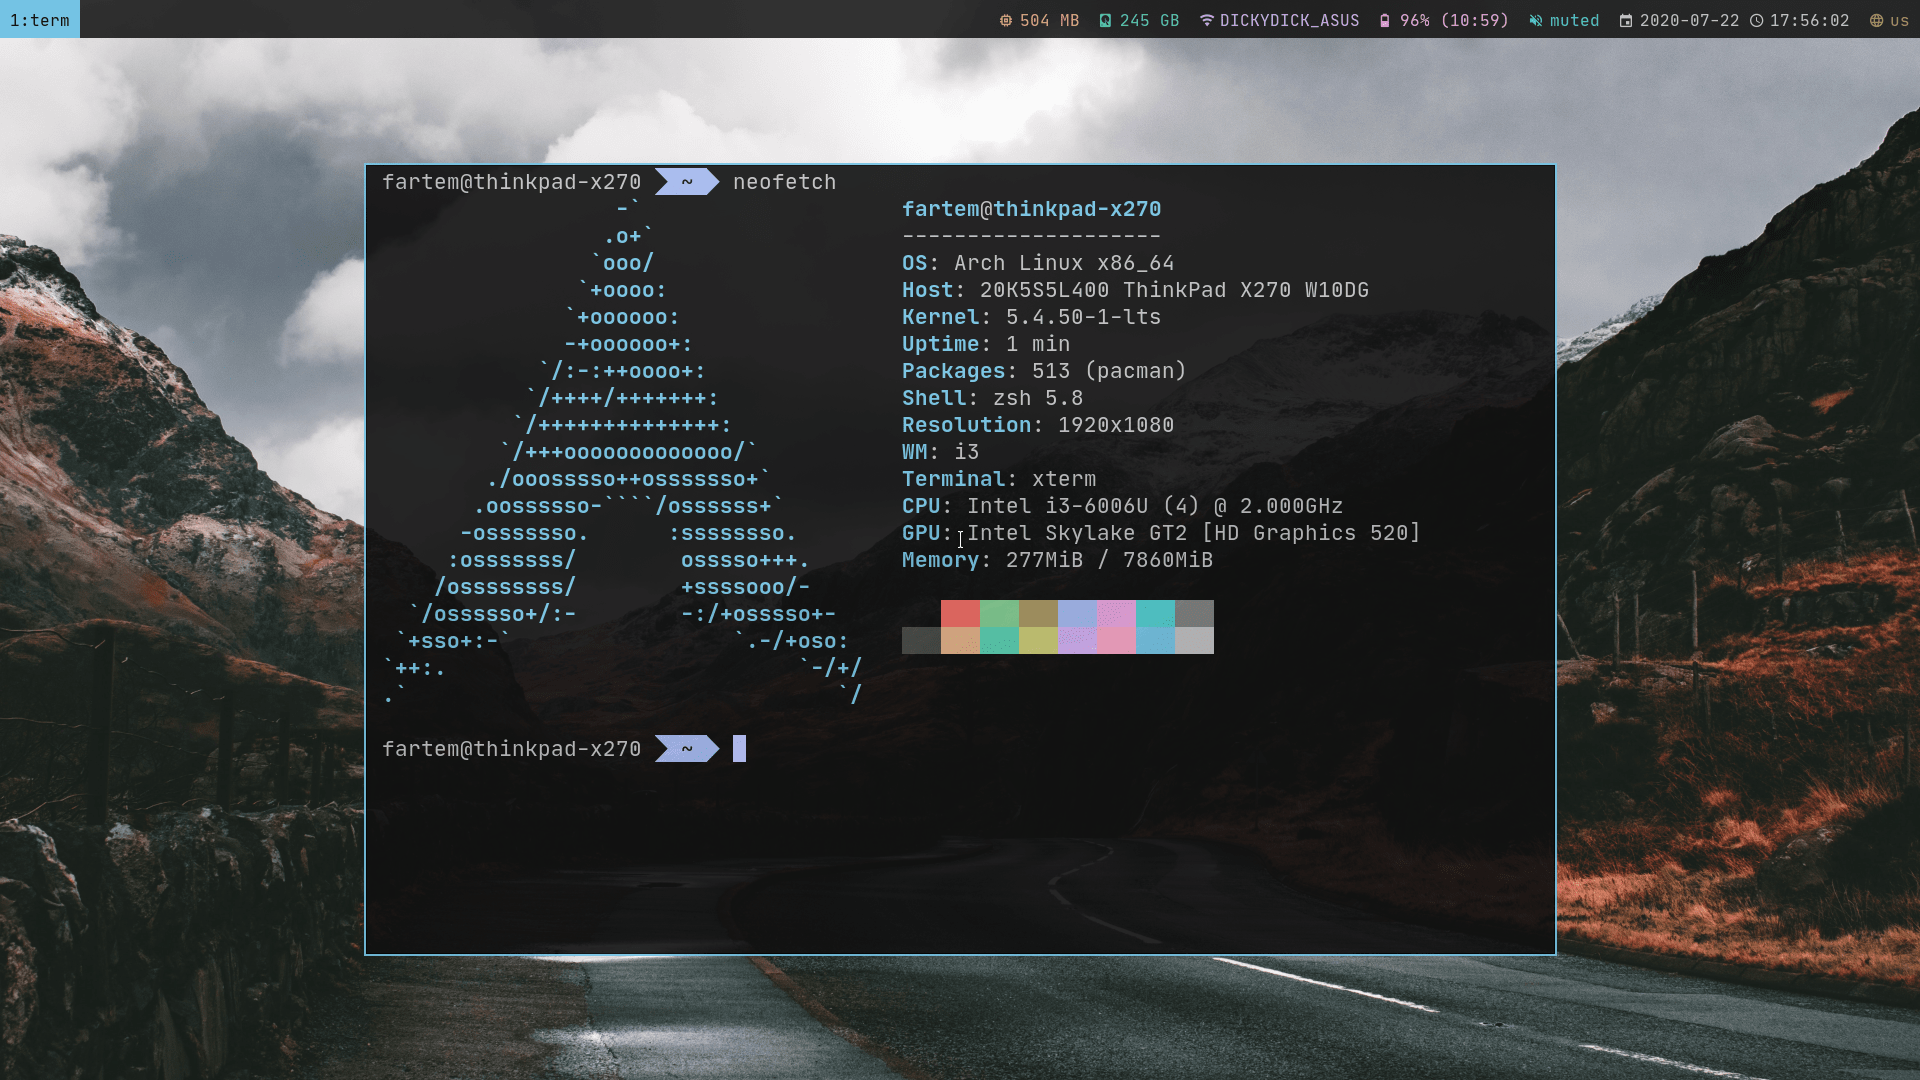 1:term 504 MB 245 GB DICKYDICK_ASUS 96% (10:59) muted 2020-07-22 17:56:02 us
fartem@thinkpad-x270 ~ neofetch
-` fartem@thinkpad-x270
.o+` --------------------
`ooo/ OS: Arch Linux x86_64
`+oooo: Host: 20K5S5L400 ThinkPad X270 W10DG
`+oooooo: Kernel: 5.4.50-1-lts
-+oooooo+: Uptime: 1 min
`/:-:++oooo+: Packages: 513 (pacman)
`/++++/+++++++: Shell: zsh 5.8
`/++++++++++++++: Resolution: 1920x1080
`/+++ooooooooooooo/` WM: i3
./ooosssso++osssssso+` Terminal: xterm
.oossssso-````/ossssss+` CPU: Intel i3-6006U (4) @ 2.000GHz
-osssssso. :ssssssso. GPU: Intel Skylake GT2 [HD Graphics 520]
:osssssss/ osssso+++. Memory: 277MiB / 7860MiB
/ossssssss/ +ssssooo/-
`/ossssso+/:- -:/+osssso+-
`+sso+:-` `.-/+oso:
`++:. `-/+/
.` `/
fartem@thinkpad-x270 ~